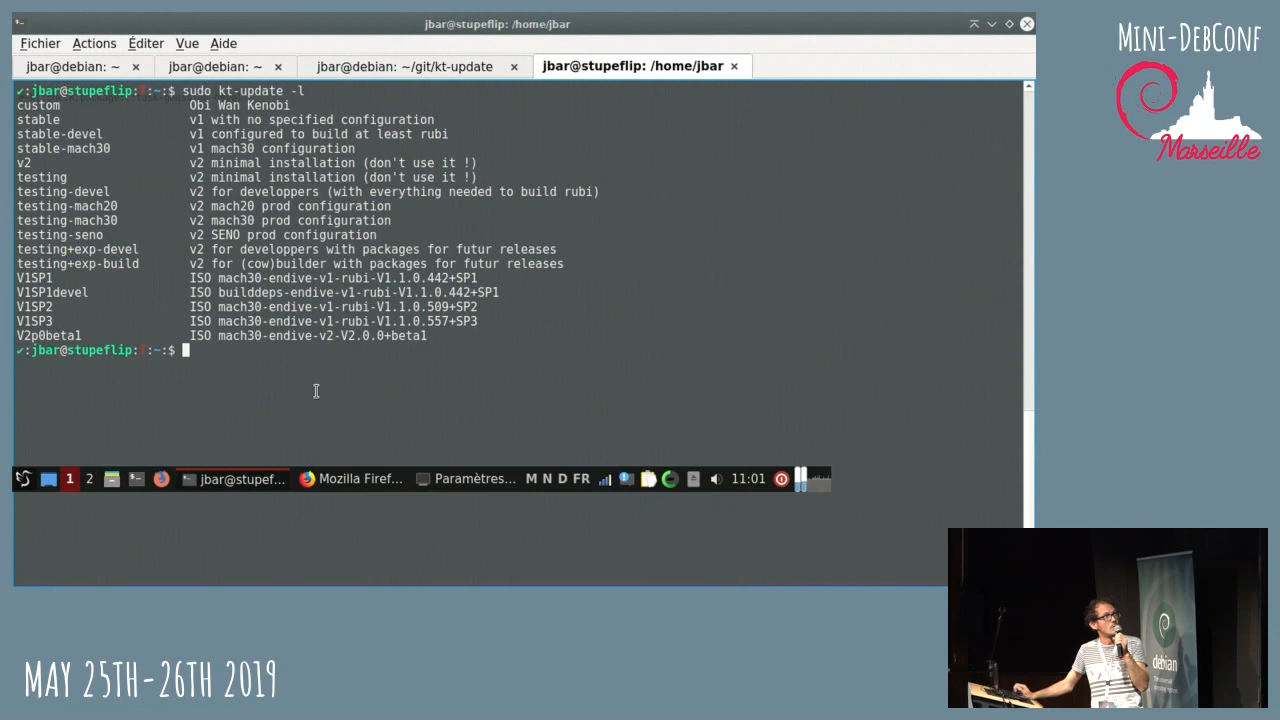 jbar@stupeflip: /home/jbar
Fichier Actions Éditer Vue Aide
jbar@debian: ~ jbar@debian: ~ jbar@debian: ~/git/kt-update jbar@stupeflip: /home/jbar
✔:jbar@stupeflip:f:~:$ sudo kt-update -l
custom Obi Wan Kenobi
stable v1 with no specified configuration
stable-devel v1 configured to build at least rubi
stable-mach30 v1 mach30 configuration
v2 v2 minimal installation (don't use it !)
testing v2 minimal installation (don't use it !)
testing-devel v2 for developpers (with everything needed to build rubi)
testing-mach20 v2 mach20 prod configuration
testing-mach30 v2 mach30 prod configuration
testing-seno v2 SENO prod configuration
testing+exp-devel v2 for developpers with packages for futur releases
testing+exp-build v2 for (cow)builder with packages for futur releases
V1SP1 ISO mach30-endive-v1-rubi-V1.1.0.442+SP1
V1SP1devel ISO builddeps-endive-v1-rubi-V1.1.0.442+SP1
V1SP2 ISO mach30-endive-v1-rubi-V1.1.0.509+SP2
V1SP3 ISO mach30-endive-v1-rubi-V1.1.0.557+SP3
V2p0beta1 ISO mach30-endive-v2-V2.0.0+beta1
✔:jbar@stupeflip:f:~:$
1 2 jbar@stupef... Mozilla Firef... Paramètres... M N D FR 11:01
Mini-DebConf
Marseille
debian
May 25th-26th 2019